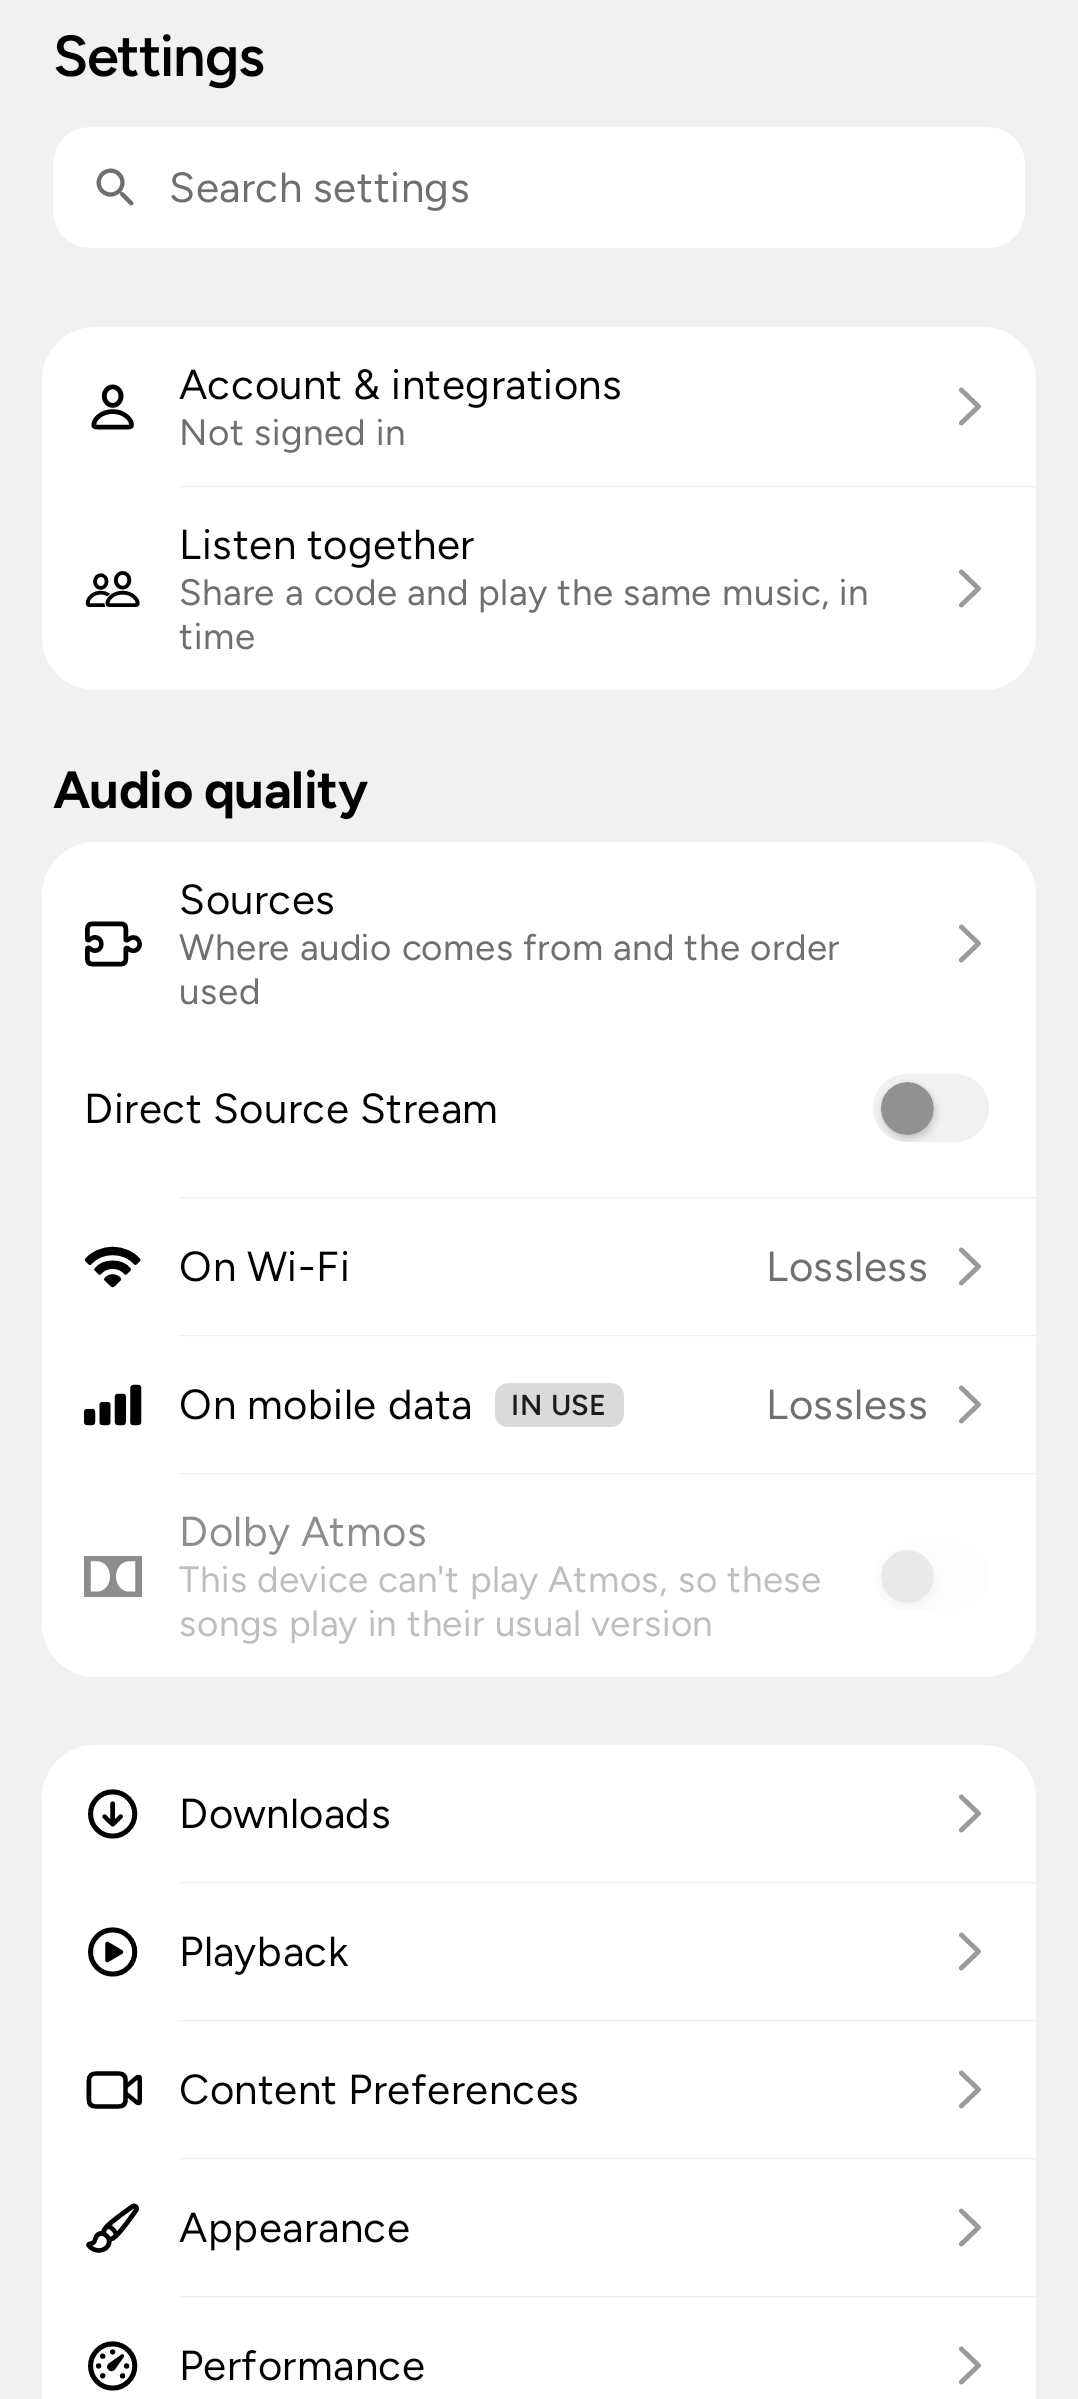 Settings
Search settings
Account & integrations
Not signed in
Listen together
Share a code and play the same music, in
time
Audio quality
Sources
Where audio comes from and the order
used
Direct Source Stream
On Wi-Fi Lossless
On mobile data IN USE Lossless
Dolby Atmos
This device can't play Atmos, so these
songs play in their usual version
Downloads
Playback
Content Preferences
Appearance
Performance